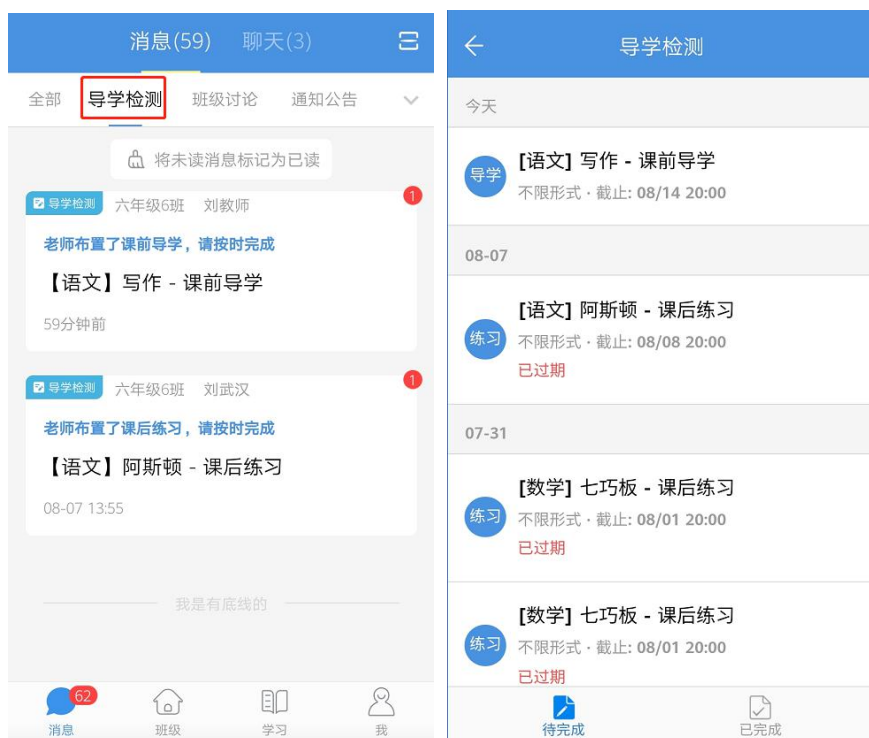 消息(59) 聊天(3)
全部 导学检测 班级讨论 通知公告
将未读消息标记为已读
导学检测 六年级6班 刘教师
1
老师布置了课前导学，请按时完成
【语文】写作 - 课前导学
59分钟前
导学检测 六年级6班 刘武汉
1
老师布置了课后练习，请按时完成
【语文】阿斯顿 - 课后练习
08-07 13:55
我是有底线的
62
消息 班级 学习 我
导学检测
今天
导学
[语文] 写作 - 课前导学
不限形式 · 截止: 08/14 20:00
08-07
练习
[语文] 阿斯顿 - 课后练习
不限形式 · 截止: 08/08 20:00
已过期
07-31
练习
[数学] 七巧板 - 课后练习
不限形式 · 截止: 08/01 20:00
已过期
练习
[数学] 七巧板 - 课后练习
不限形式 · 截止: 08/01 20:00
已过期
待完成 已完成